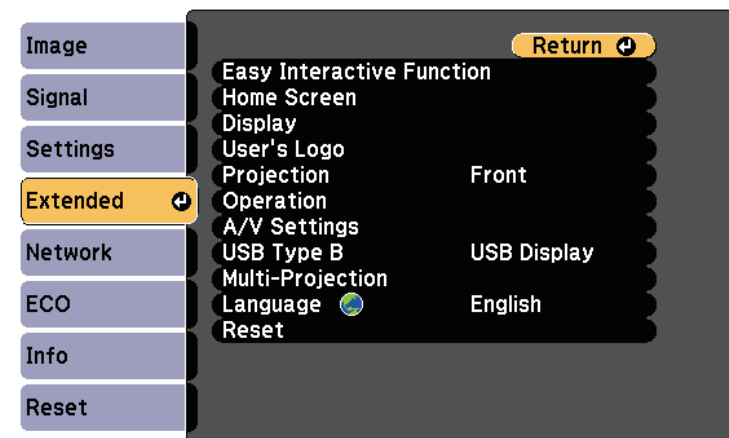 Image
Signal
Settings
Extended
Network
ECO
Info
Reset
Return
Easy Interactive Function
Home Screen
Display
User's Logo
Projection Front
Operation
A/V Settings
USB Type B USB Display
Multi-Projection
Language English
Reset